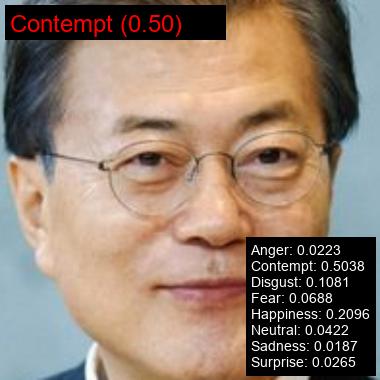 Contempt (0.50)
Anger: 0.0223
Contempt: 0.5038
Disgust: 0.1081
Fear: 0.0688
Happiness: 0.2096
Neutral: 0.0422
Sadness: 0.0187
Surprise: 0.0265